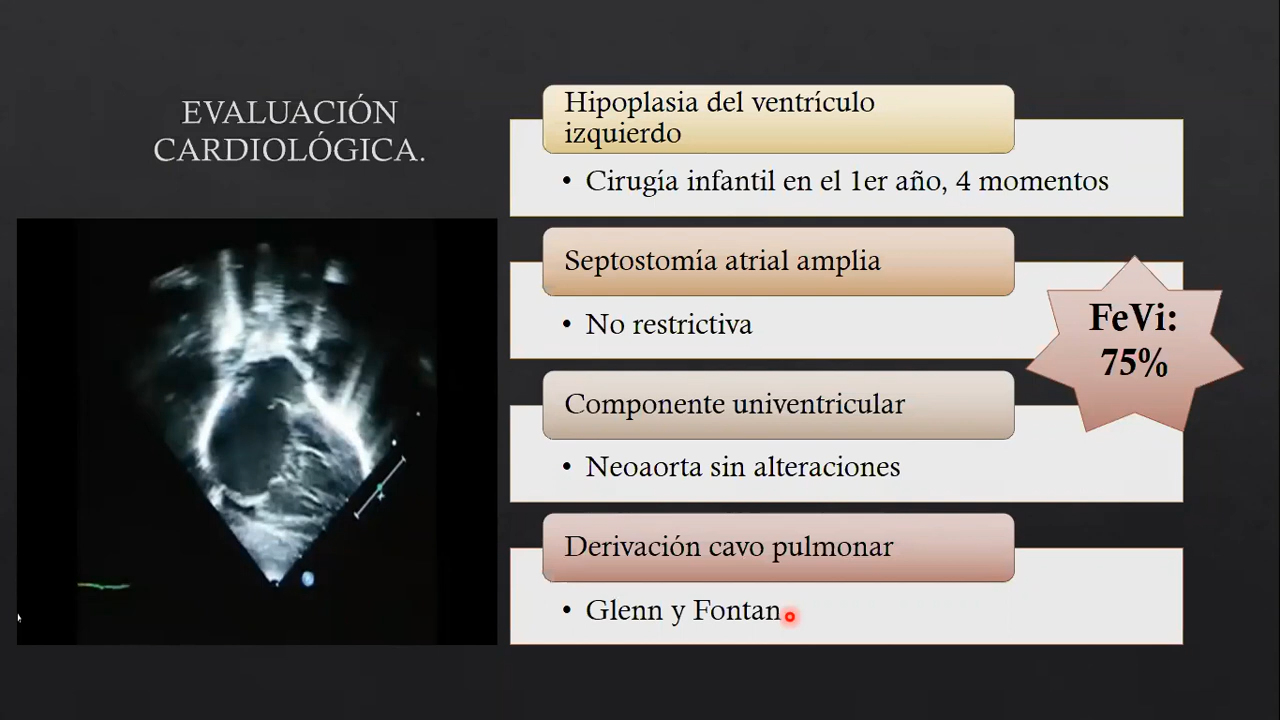 EVALUACIÓN
CARDIOLÓGICA.
Hipoplasia del ventrículo
izquierdo
• Cirugía infantil en el 1er año, 4 momentos
Septostomía atrial amplia
• No restrictiva
FeVi:
75%
Componente univentricular
• Neoaorta sin alteraciones
Derivación cavo pulmonar
• Glenn y Fontan